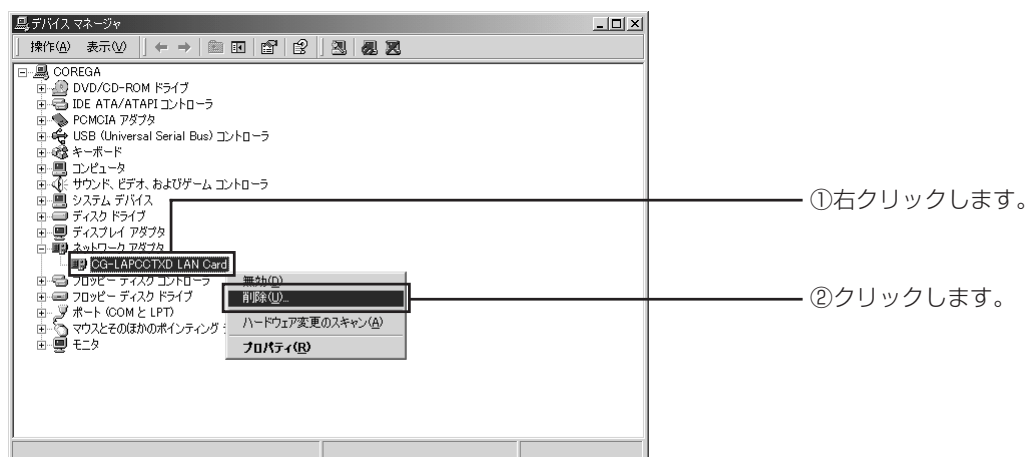 デバイス マネージャ
操作(A) 表示(V)
COREGA
DVD/CD-ROM ドライブ
IDE ATA/ATAPI コントローラ
PCMCIA アダプタ
USB (Universal Serial Bus) コントローラ
キーボード
コンピュータ
サウンド、ビデオ、およびゲーム コントローラ
システム デバイス
ディスク ドライブ
ディスプレイ アダプタ
ネットワーク アダプタ
CG-LAPCCTXD LAN Card
フロッピー ディスク コントローラ
フロッピー ディスク ドライブ
ポート (COM と LPT)
マウスとそのほかのポインティング
モニタ
無効(D)
削除(U)...
ハードウェア変更のスキャン(A)
プロパティ(R)
①右クリックします。
②クリックします。